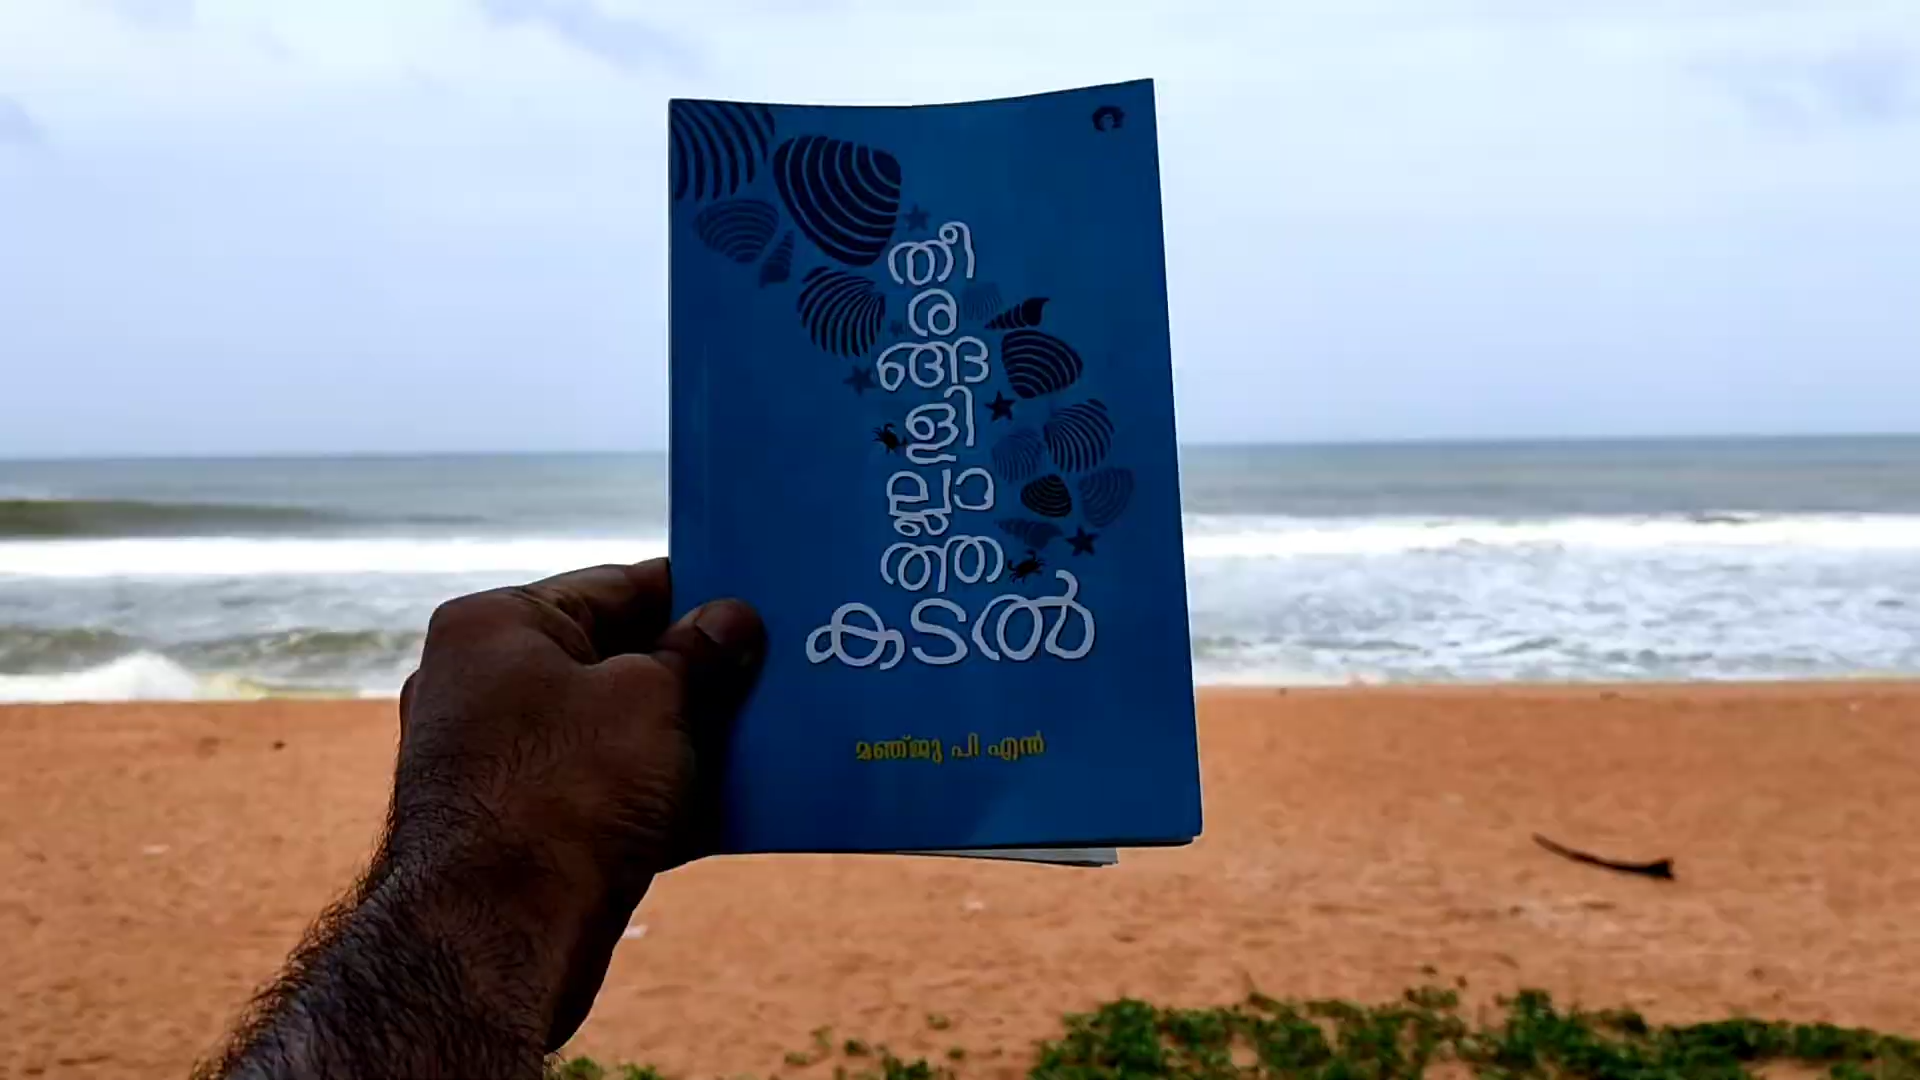 തീ
ര
ങ്ങ
ളി
ല്ലാ
ത്ത
കടൽ
മഞ്ജു പി എൻ